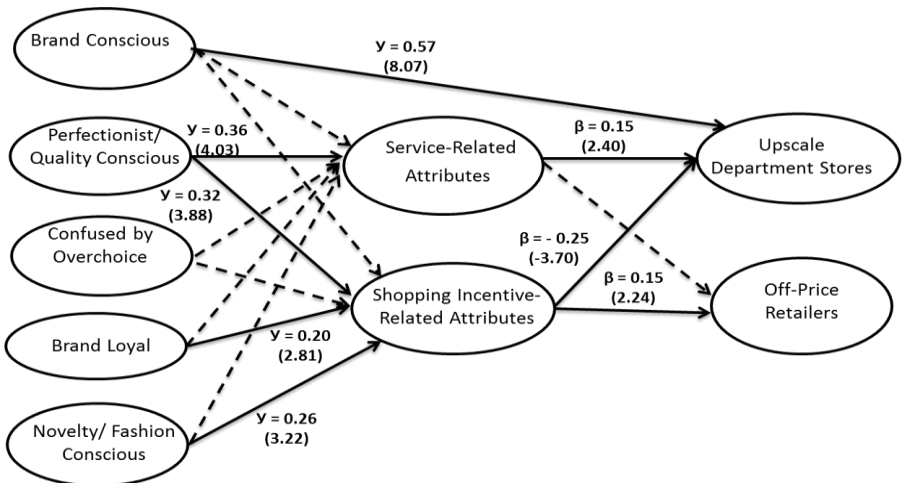 Brand Conscious
У = 0.57
(8.07)
Perfectionist/
Quality Conscious
У = 0.36
(4.03)
Service-Related
Attributes
β = 0.15
(2.40)
Upscale
Department Stores
У = 0.32
(3.88)
Confused by
Overchoice
β = - 0.25
(-3.70)
Shopping Incentive-
Related Attributes
β = 0.15
(2.24)
Off-Price
Retailers
Brand Loyal
У = 0.20
(2.81)
Novelty/ Fashion
Conscious
У = 0.26
(3.22)